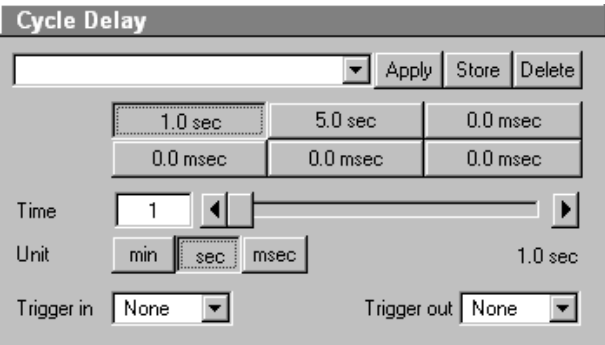 Cycle Delay
Apply Store Delete
1.0 sec 5.0 sec 0.0 msec
0.0 msec 0.0 msec 0.0 msec
Time 1
Unit min sec msec 1.0 sec
Trigger in None Trigger out None